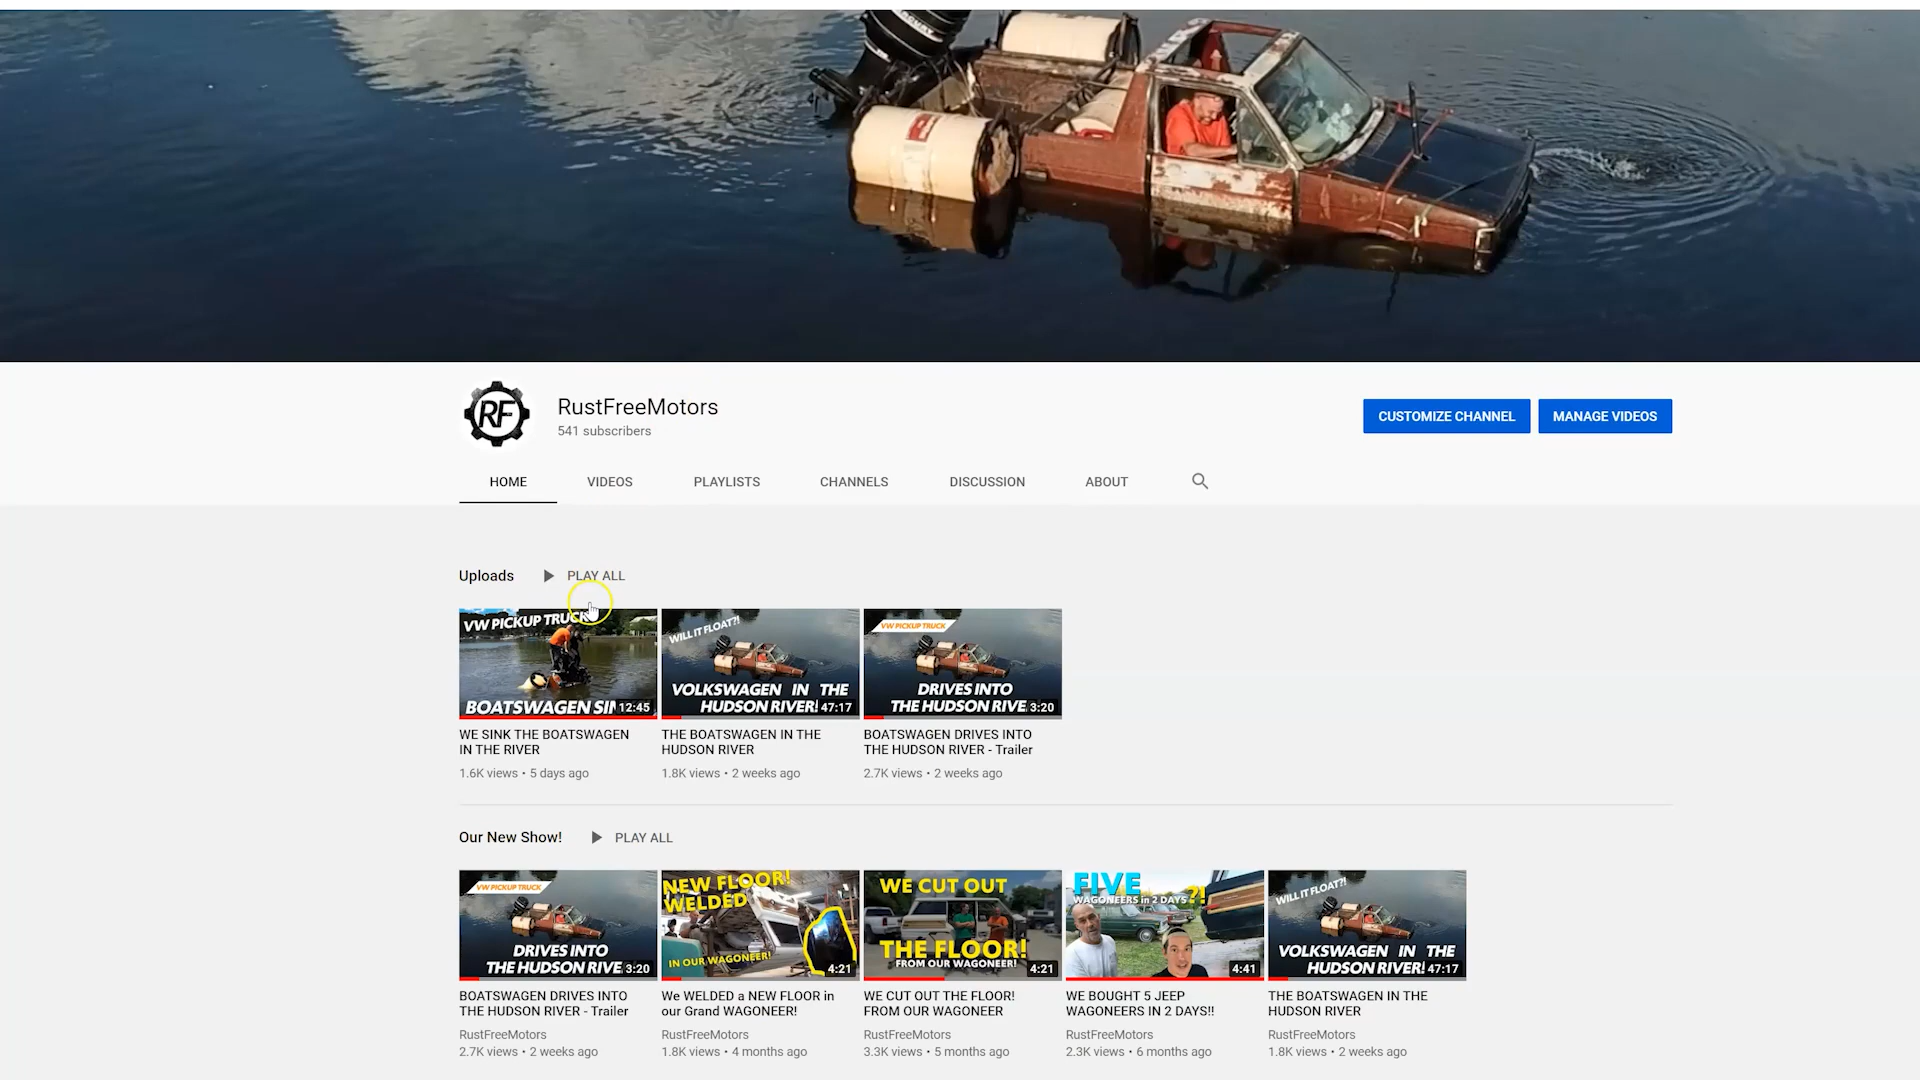 RF
RustFreeMotors
541 subscribers
CUSTOMIZE CHANNEL
MANAGE VIDEOS
HOME
VIDEOS
PLAYLISTS
CHANNELS
DISCUSSION
ABOUT
Uploads
PLAY ALL
VW PICKUP TRUCK
BOATSWAGEN SIN
12:45
WILL IT FLOAT?!
VOLKSWAGEN IN THE
HUDSON RIVER!
47:17
VW PICKUP TRUCK
DRIVES INTO
THE HUDSON RIVE
3:20
WE SINK THE BOATSWAGEN
IN THE RIVER
1.6K views • 5 days ago
THE BOATSWAGEN IN THE
HUDSON RIVER
1.8K views • 2 weeks ago
BOATSWAGEN DRIVES INTO
THE HUDSON RIVER - Trailer
2.7K views • 2 weeks ago
Our New Show!
PLAY ALL
VW PICKUP TRUCK
DRIVES INTO
THE HUDSON RIVE
3:20
NEW FLOOR!
WELDED
IN OUR WAGONEER!
4:21
WE CUT OUT
THE FLOOR!
FROM OUR WAGONEER!
4:21
FIVE
WAGONEERS in 2 DAYS
?!
4:41
WILL IT FLOAT?!
VOLKSWAGEN IN THE
HUDSON RIVER!
47:17
BOATSWAGEN DRIVES INTO
THE HUDSON RIVER - Trailer
RustFreeMotors
2.7K views • 2 weeks ago
We WELDED a NEW FLOOR in
our Grand WAGONEER!
RustFreeMotors
1.8K views • 4 months ago
WE CUT OUT THE FLOOR!
FROM OUR WAGONEER
RustFreeMotors
3.3K views • 5 months ago
WE BOUGHT 5 JEEP
WAGONEERS IN 2 DAYS!!
RustFreeMotors
2.3K views • 6 months ago
THE BOATSWAGEN IN THE
HUDSON RIVER
RustFreeMotors
1.8K views • 2 weeks ago